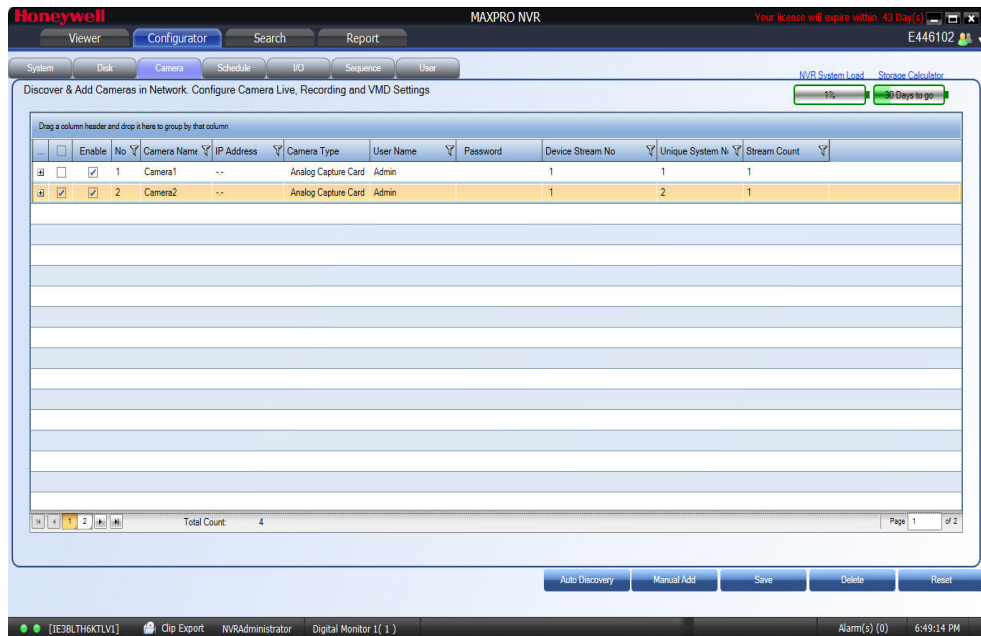 Honeywell MAXPRO NVR Your license will expire within 43 Day(s)
Viewer Configurator Search Report E446102
System Disk Camera Schedule I/O Sequence User
NVR System Load Storage Calculator
Discover & Add Cameras in Network. Configure Camera Live, Recording and VMD Settings
1% 30 Days to go
Drag a column header and drop it here to group by that column
... Enable No Camera Name IP Address Camera Type User Name Password Device Stream No Unique System N Stream Count
1 Camera1 -.- Analog Capture Card Admin 1 1 1
2 Camera2 -.- Analog Capture Card Admin 1 2 1
1 2 Total Count: 4 Page 1 of 2
Auto Discovery Manual Add Save Delete Reset
[IE3BLTH6KTLV1] Clip Export NVRAdministrator Digital Monitor 1( 1 ) Alarm(s) (0) 6:49:14 PM